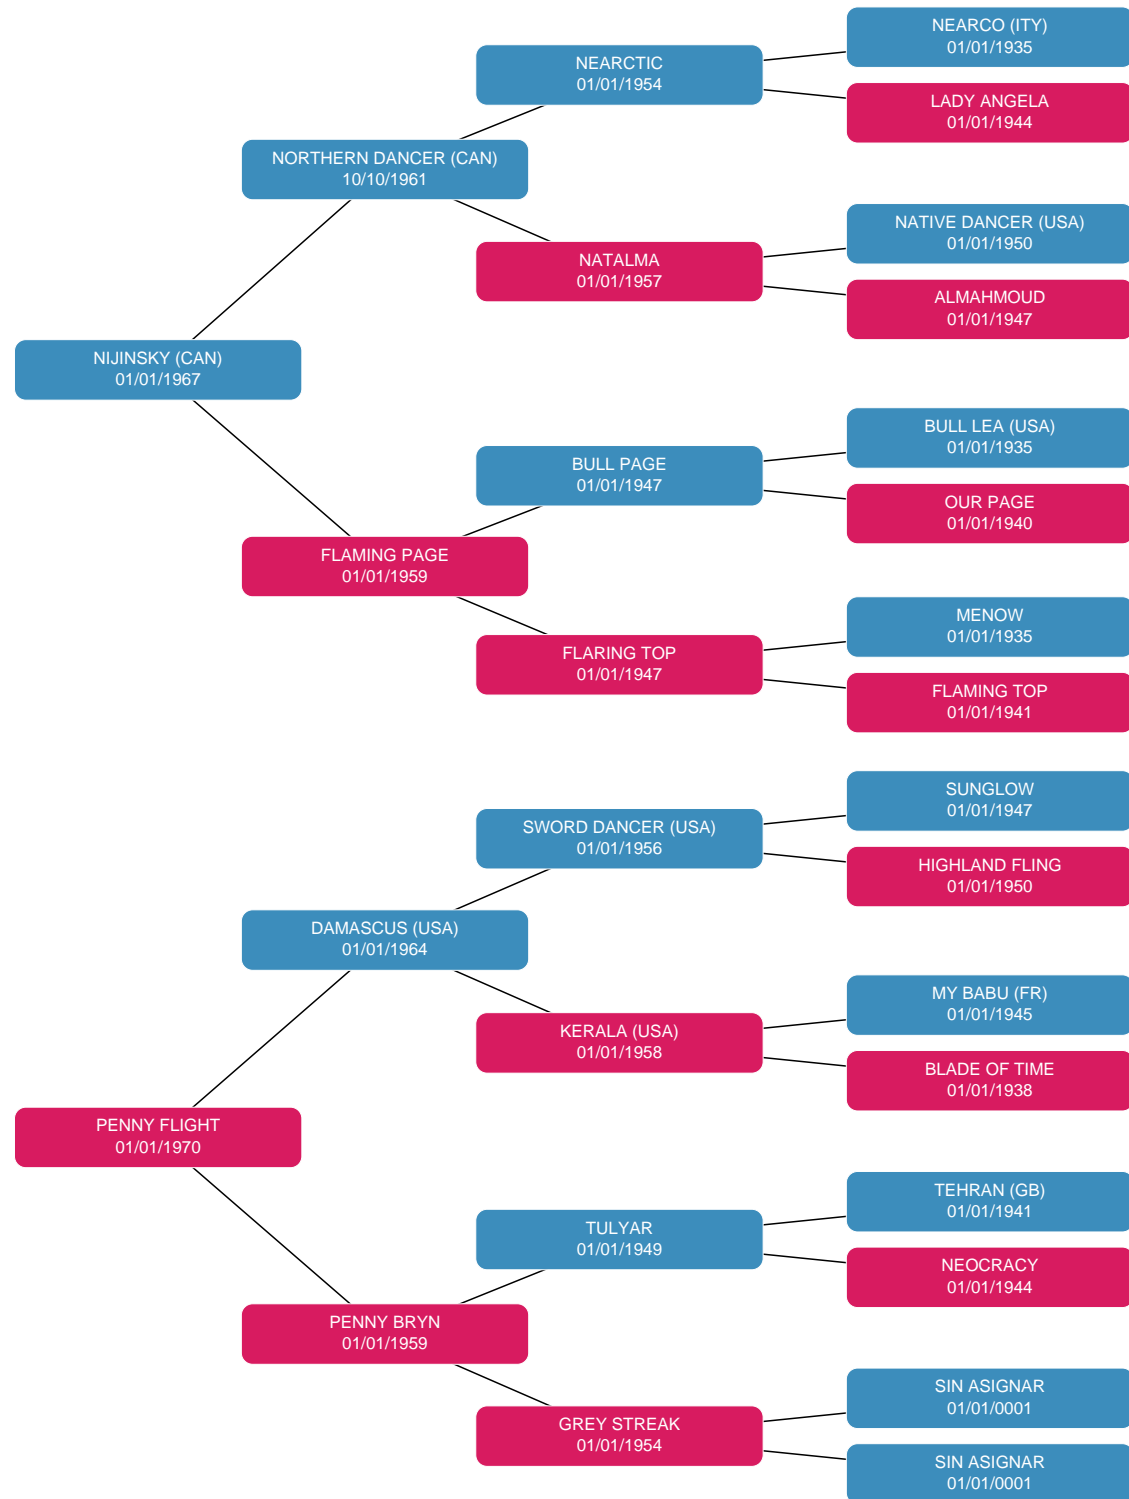 NEARCO (ITY)
01/01/1935
NEARCTIC
01/01/1954
LADY ANGELA
01/01/1944
NORTHERN DANCER (CAN)
10/10/1961
NATIVE DANCER (USA)
01/01/1950
NATALMA
01/01/1957
ALMAHMOUD
01/01/1947
NIJINSKY (CAN)
01/01/1967
BULL LEA (USA)
01/01/1935
BULL PAGE
01/01/1947
OUR PAGE
01/01/1940
FLAMING PAGE
01/01/1959
MENOW
01/01/1935
FLARING TOP
01/01/1947
FLAMING TOP
01/01/1941
SUNGLOW
01/01/1947
SWORD DANCER (USA)
01/01/1956
HIGHLAND FLING
01/01/1950
DAMASCUS (USA)
01/01/1964
MY BABU (FR)
01/01/1945
KERALA (USA)
01/01/1958
BLADE OF TIME
01/01/1938
PENNY FLIGHT
01/01/1970
TEHRAN (GB)
01/01/1941
TULYAR
01/01/1949
NEOCRACY
01/01/1944
PENNY BRYN
01/01/1959
SIN ASIGNAR
01/01/0001
GREY STREAK
01/01/1954
SIN ASIGNAR
01/01/0001